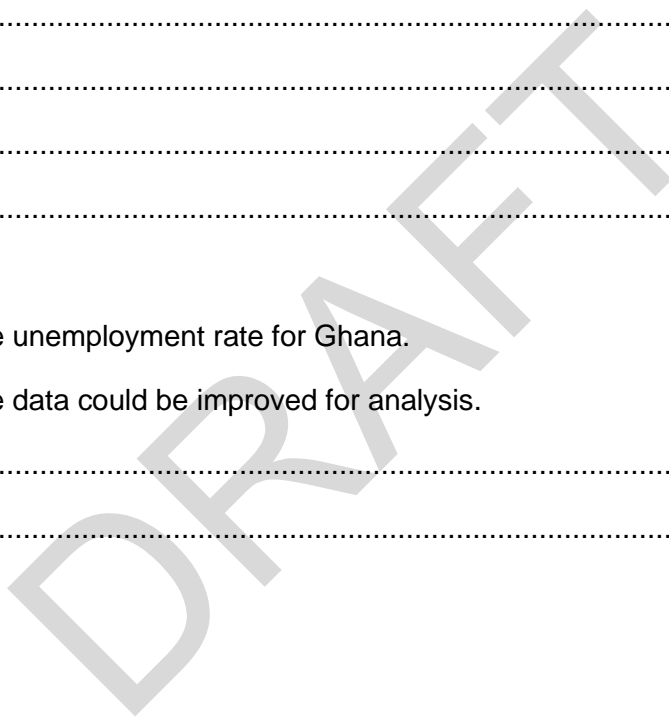 unemployment rate for Ghana.
data could be improved for analysis.
DRAFT